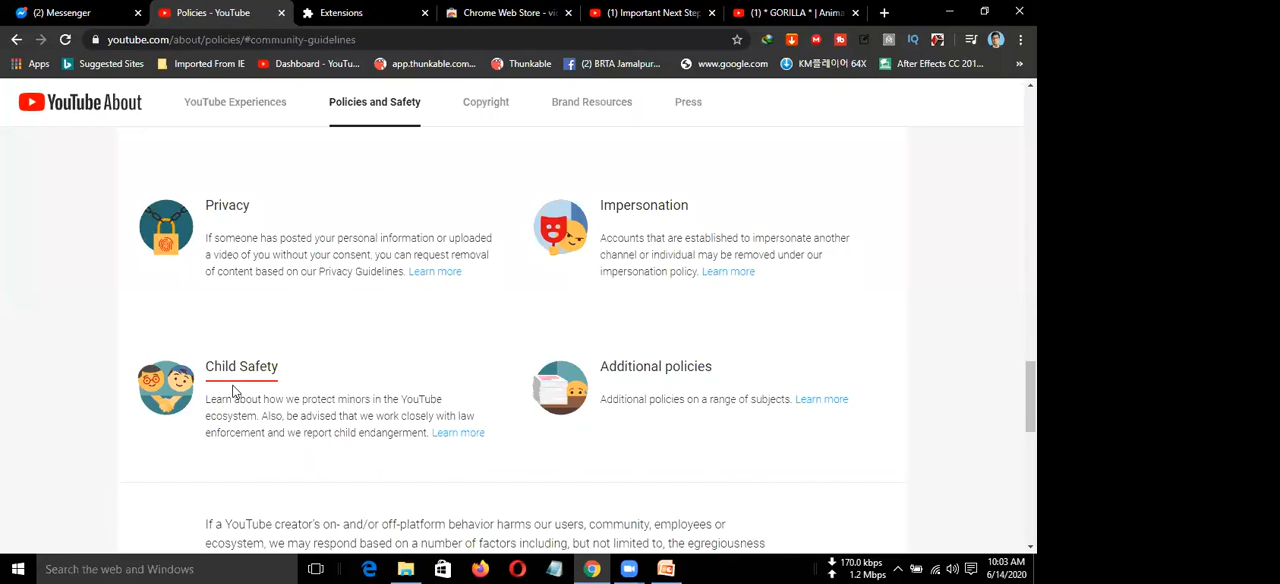 (2) Messenger
Policies - YouTube
Extensions
Chrome Web Store - vi
(1) Important Next Step
(1) * GORILLA * | Anima
youtube.com/about/policies/#community-guidelines
Apps
Suggested Sites
Imported From IE
Dashboard - YouTu...
app.thunkable.com...
Thunkable
(2) BRTA Jamalpur...
www.google.com
KM플레이어 64X
After Effects CC 201...
YouTube About
YouTube Experiences
Policies and Safety
Copyright
Brand Resources
Press
Privacy
If someone has posted your personal information or uploaded
a video of you without your consent, you can request removal
of content based on our Privacy Guidelines. Learn more
Impersonation
Accounts that are established to impersonate another
channel or individual may be removed under our
impersonation policy. Learn more
Child Safety
Learn about how we protect minors in the YouTube
ecosystem. Also, be advised that we work closely with law
enforcement and we report child endangerment. Learn more
Additional policies
Additional policies on a range of subjects. Learn more
If a YouTube creator's on- and/or off-platform behavior harms our users, community, employees or
ecosystem, we may respond based on a number of factors including, but not limited to, the egregiousness
Search the web and Windows
170.0 kbps
1.2 Mbps
10:03 AM
6/14/2020